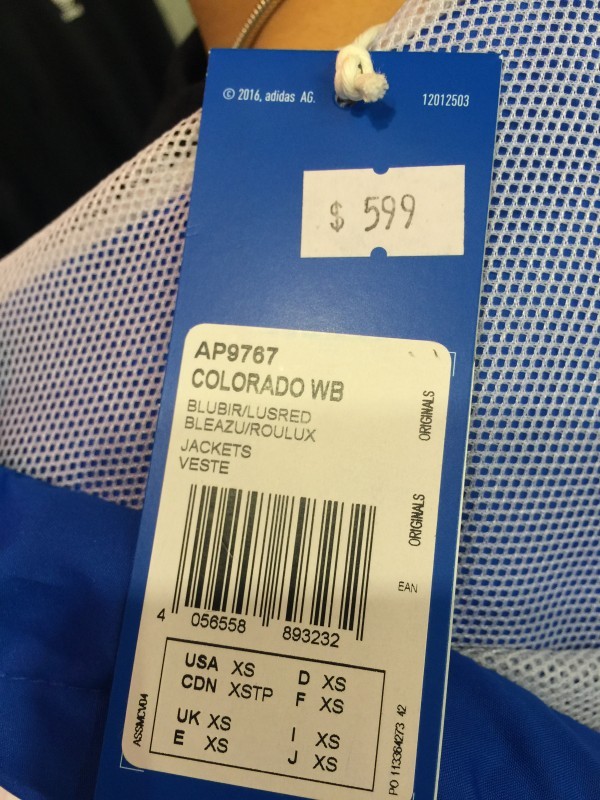 © 2016, adidas AG.
12012503
$ 599
AP9767
COLORADO WB
BLUBIR/LUSRED
BLEAZU/ROULUX
JACKETS
VESTE
ORIGINALS
ORIGINALS
EAN
4 056558 893232
USA XS D XS
CDN XSTP F XS
UK XS I XS
E XS J XS
ASSMCV04
PO 113364273 42